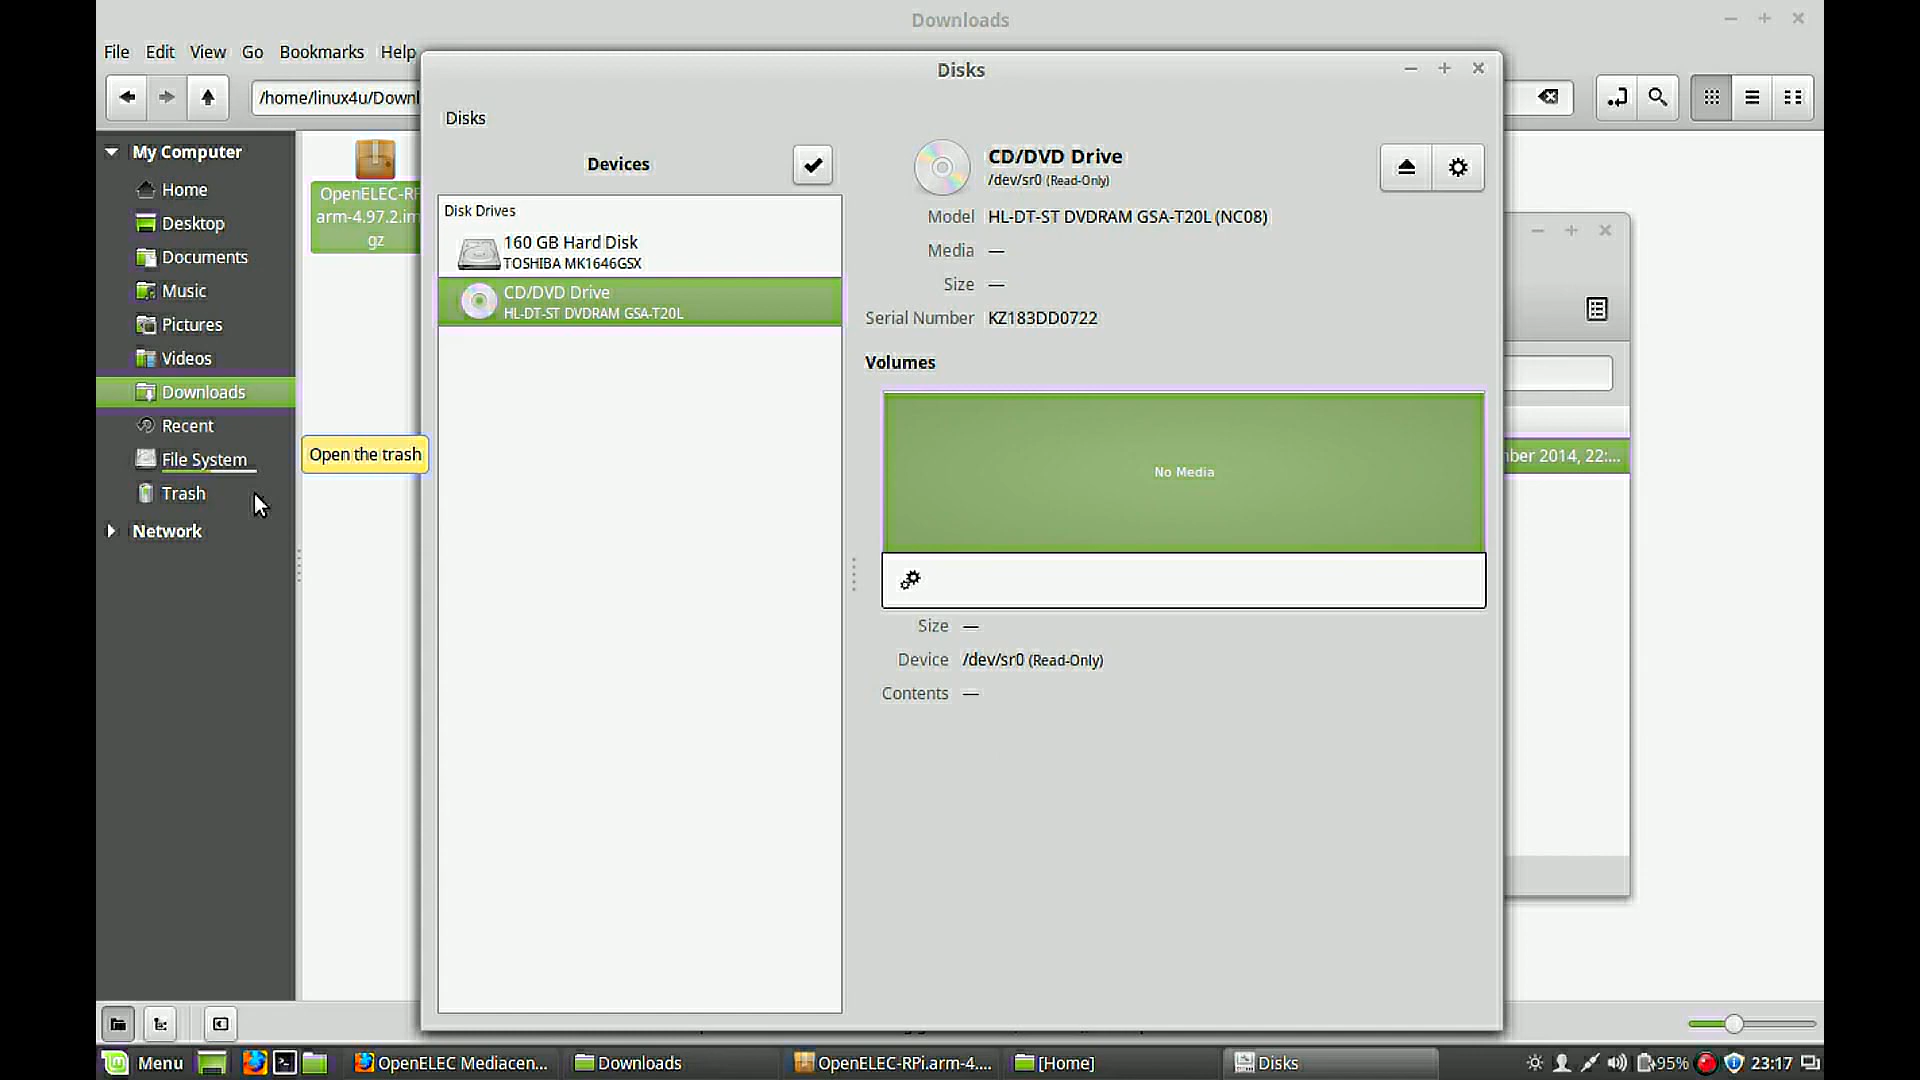 Downloads
File Edit View Go Bookmarks Help
/home/linux4u/Downl
My Computer
Home
Desktop
Documents
Music
Pictures
Videos
Downloads
Recent
File System
Trash
Network
OpenELEC-RP
arm-4.97.2.im
gz
Open the trash
Disks
Disks
Devices
Disk Drives
160 GB Hard Disk
TOSHIBA MK1646GSX
CD/DVD Drive
HL-DT-ST DVDRAM GSA-T20L
CD/DVD Drive
/dev/sr0 (Read-Only)
Model HL-DT-ST DVDRAM GSA-T20L (NC08)
Media —
Size —
Serial Number KZ183DD0722
Volumes
No Media
Size —
Device /dev/sr0 (Read-Only)
Contents —
ber 2014, 22:...
Menu OpenELEC Mediacen... Downloads OpenELEC-RPi.arm-4.... [Home] Disks 95% 23:17